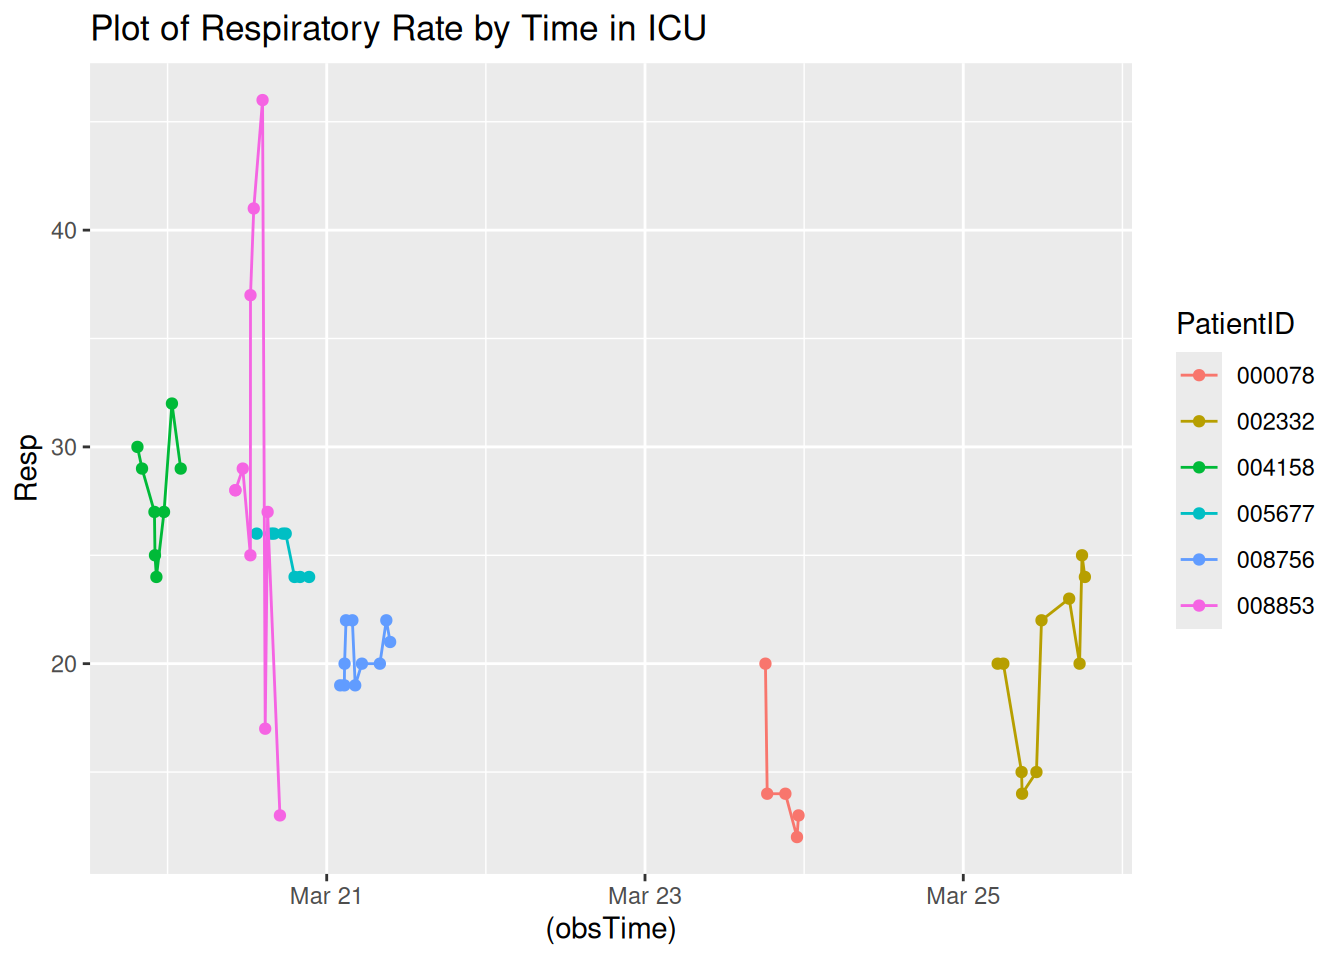 Plot of Respiratory Rate by Time in ICU
40
30
20
Resp
Mar 21
Mar 23
Mar 25
(obsTime)
PatientID
000078
002332
004158
005677
008756
008853